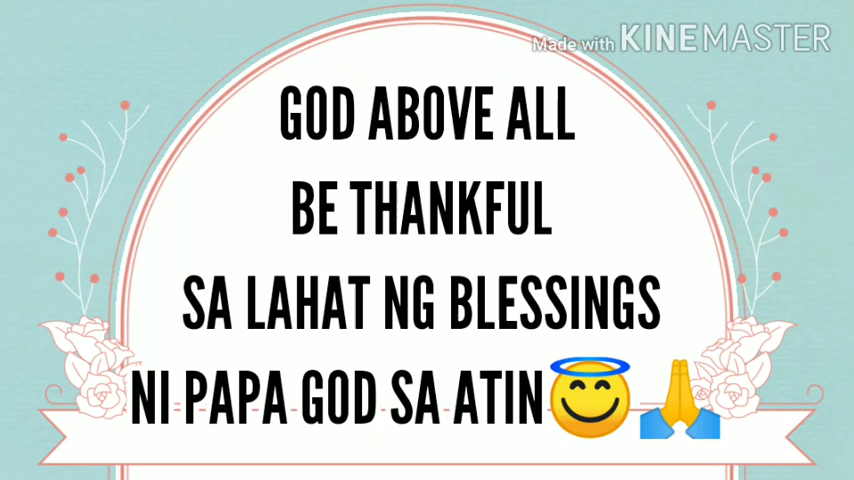 Made with KINEMASTER
GOD ABOVE ALL
BE THANKFUL
SA LAHAT NG BLESSINGS
NI PAPA GOD SA ATIN😇🙏